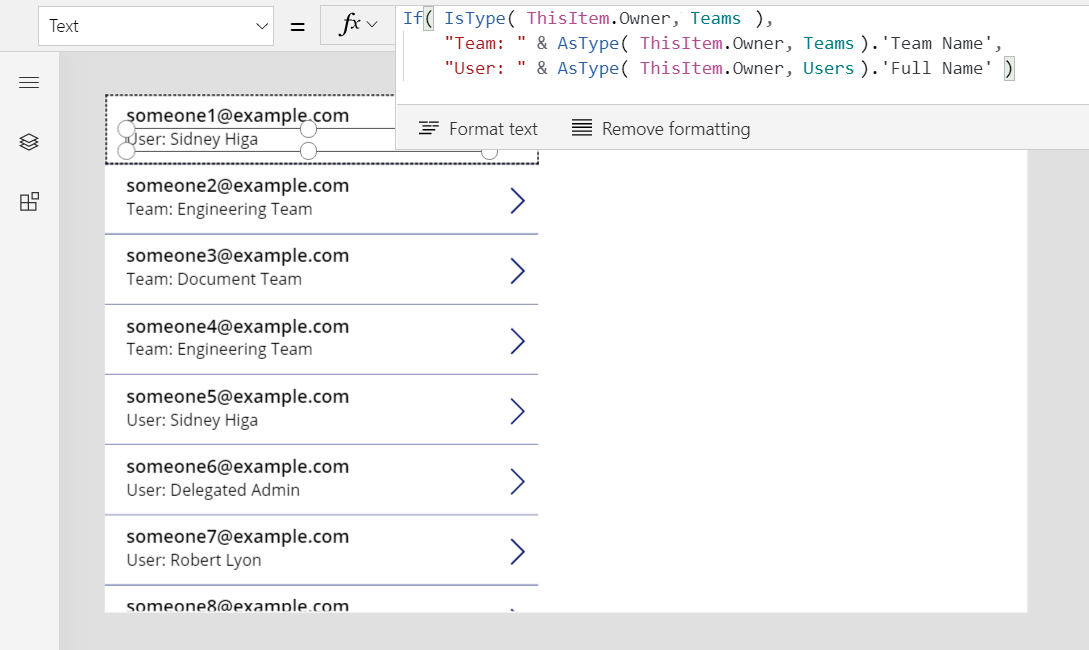 Text
=
fx
If( IsType( ThisItem.Owner, Teams ),
"Team: " & AsType( ThisItem.Owner, Teams ).'Team Name',
"User: " & AsType( ThisItem.Owner, Users ).'Full Name' )
Format text
Remove formatting
someone1@example.com
User: Sidney Higa
someone2@example.com
Team: Engineering Team
someone3@example.com
Team: Document Team
someone4@example.com
Team: Engineering Team
someone5@example.com
User: Sidney Higa
someone6@example.com
User: Delegated Admin
someone7@example.com
User: Robert Lyon
someone8@example.com